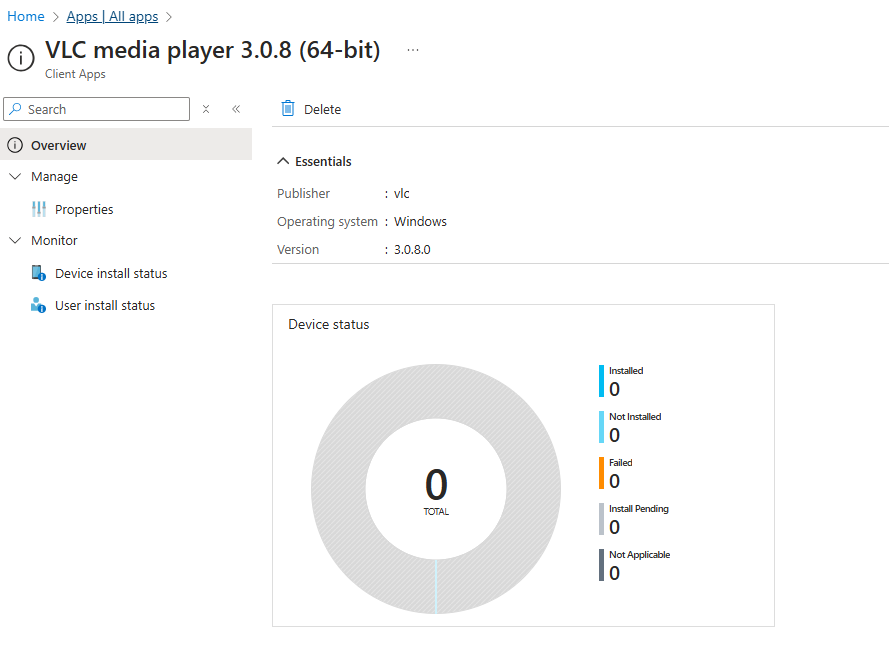 Home > Apps | All apps >
VLC media player 3.0.8 (64-bit) ...
Client Apps
Search
Delete
Overview
Manage
Properties
Monitor
Device install status
User install status
Essentials
Publisher : vlc
Operating system : Windows
Version : 3.0.8.0
Device status
0
TOTAL
Installed
0
Not Installed
0
Failed
0
Install Pending
0
Not Applicable
0